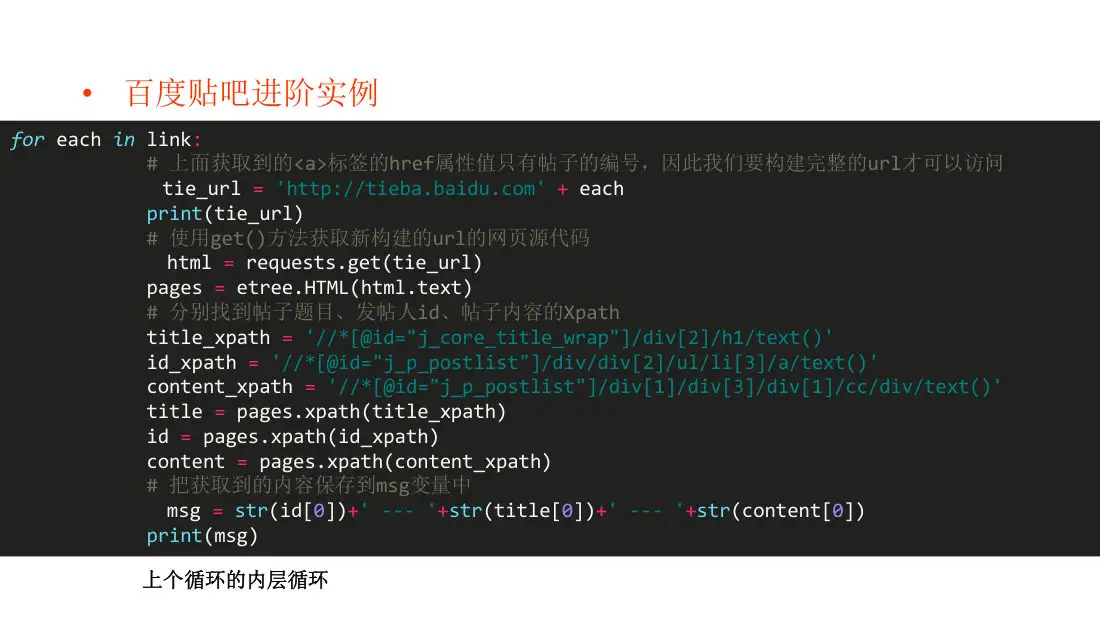 • 百度贴吧进阶实例
for each in link:
# 上面获取到的<a>标签的href属性值只有帖子的编号，因此我们要构建完整的url才可以访问
tie_url = 'http://tieba.baidu.com' + each
print(tie_url)
# 使用get()方法获取新构建的url的网页源代码
html = requests.get(tie_url)
pages = etree.HTML(html.text)
# 分别找到帖子题目、发帖人id、帖子内容的Xpath
title_xpath = '//*[@id="j_core_title_wrap"]/div[2]/h1/text()'
id_xpath = '//*[@id="j_p_postlist"]/div/div[2]/ul/li[3]/a/text()'
content_xpath = '//*[@id="j_p_postlist"]/div[1]/div[3]/div[1]/cc/div/text()'
title = pages.xpath(title_xpath)
id = pages.xpath(id_xpath)
content = pages.xpath(content_xpath)
# 把获取到的内容保存到msg变量中
msg = str(id[0])+' --- '+str(title[0])+' --- '+str(content[0])
print(msg)
上个循环的内层循环